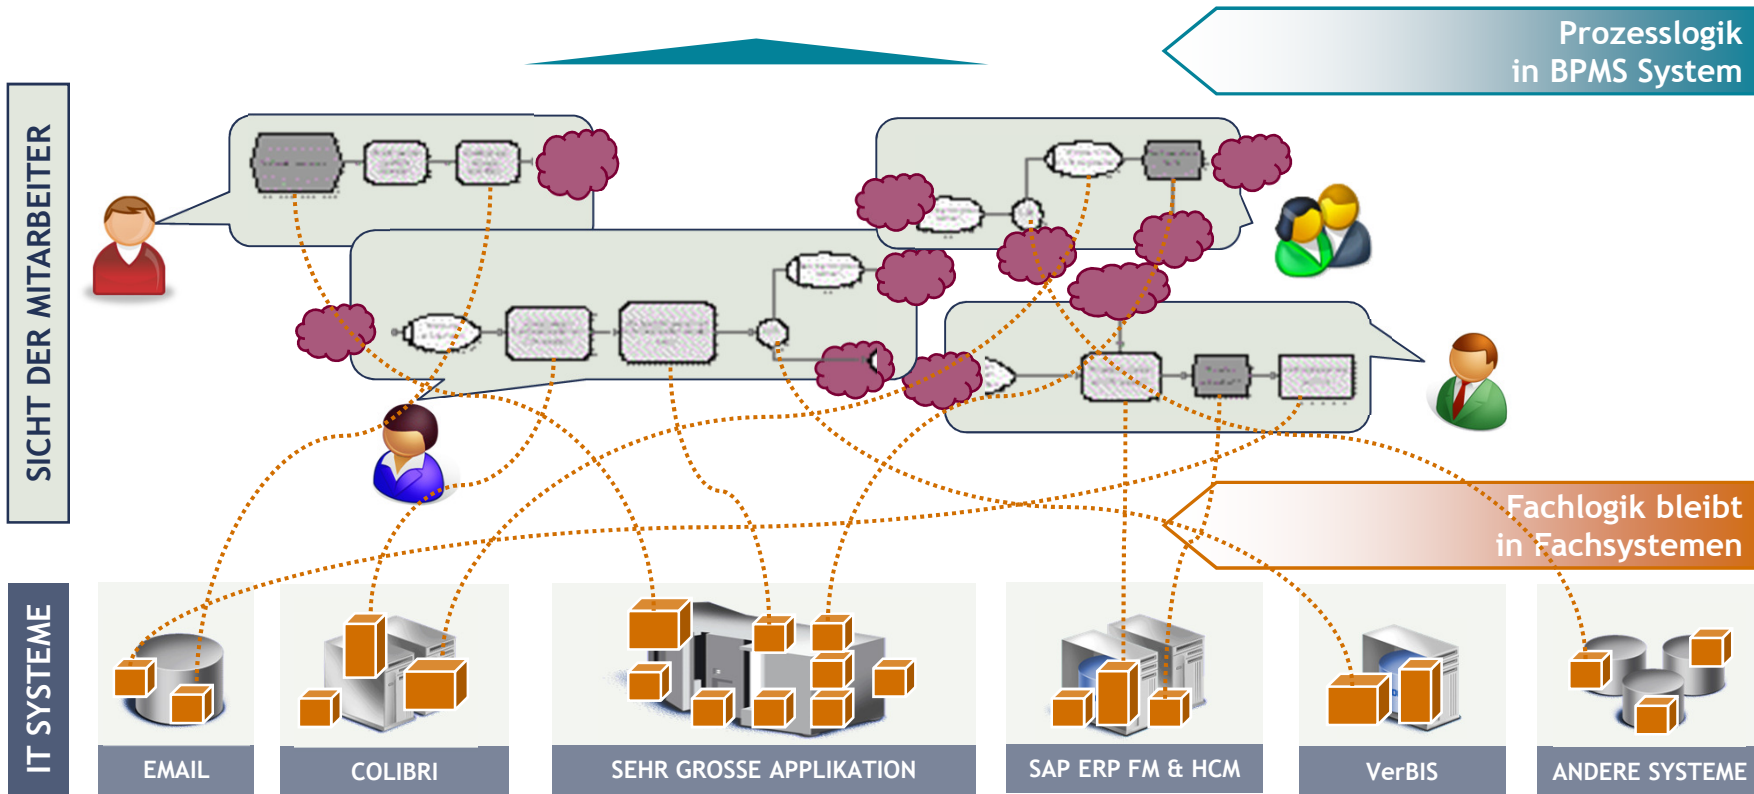 Prozesslogik
in BPMS System
SICHT DER MITARBEITER
Fachlogik bleibt
in Fachsystemen
IT SYSTEME
EMAIL
COLIBRI
SEHR GROSSE APPLIKATION
SAP ERP FM & HCM
VerBIS
ANDERE SYSTEME